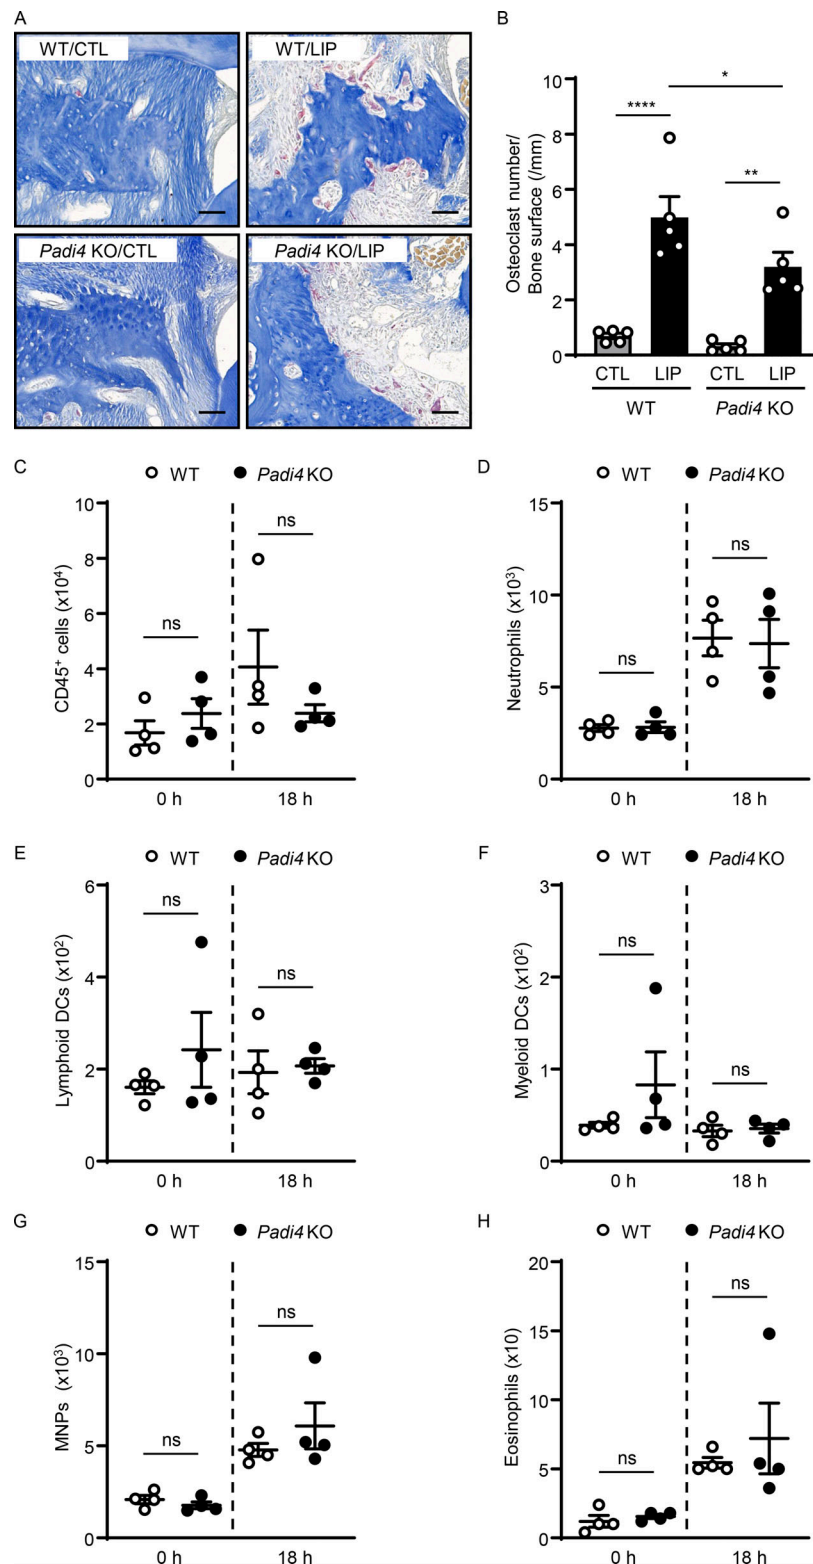 A
WT/CTL
WT/LIP
Padi4 KO/CTL
Padi4 KO/LIP
B
Osteoclast number/
Bone surface (/mm)
10
8
6
4
2
0
****
*
**
CTL
LIP
CTL
LIP
WT
Padi4 KO
C
WT
Padi4 KO
CD45⁺ cells (x10⁴)
10
8
6
4
2
0
ns
ns
0 h
18 h
D
WT
Padi4 KO
Neutrophils (x10³)
15
10
5
0
ns
ns
0 h
18 h
E
WT
Padi4 KO
Lymphoid DCs (x10²)
6
4
2
0
ns
ns
0 h
18 h
F
WT
Padi4 KO
Myeloid DCs (x10²)
3
2
1
0
ns
ns
0 h
18 h
G
WT
Padi4 KO
MNPs (x10³)
15
10
5
0
ns
ns
0 h
18 h
H
WT
Padi4 KO
Eosinophils (x10)
20
15
10
5
0
ns
ns
0 h
18 h